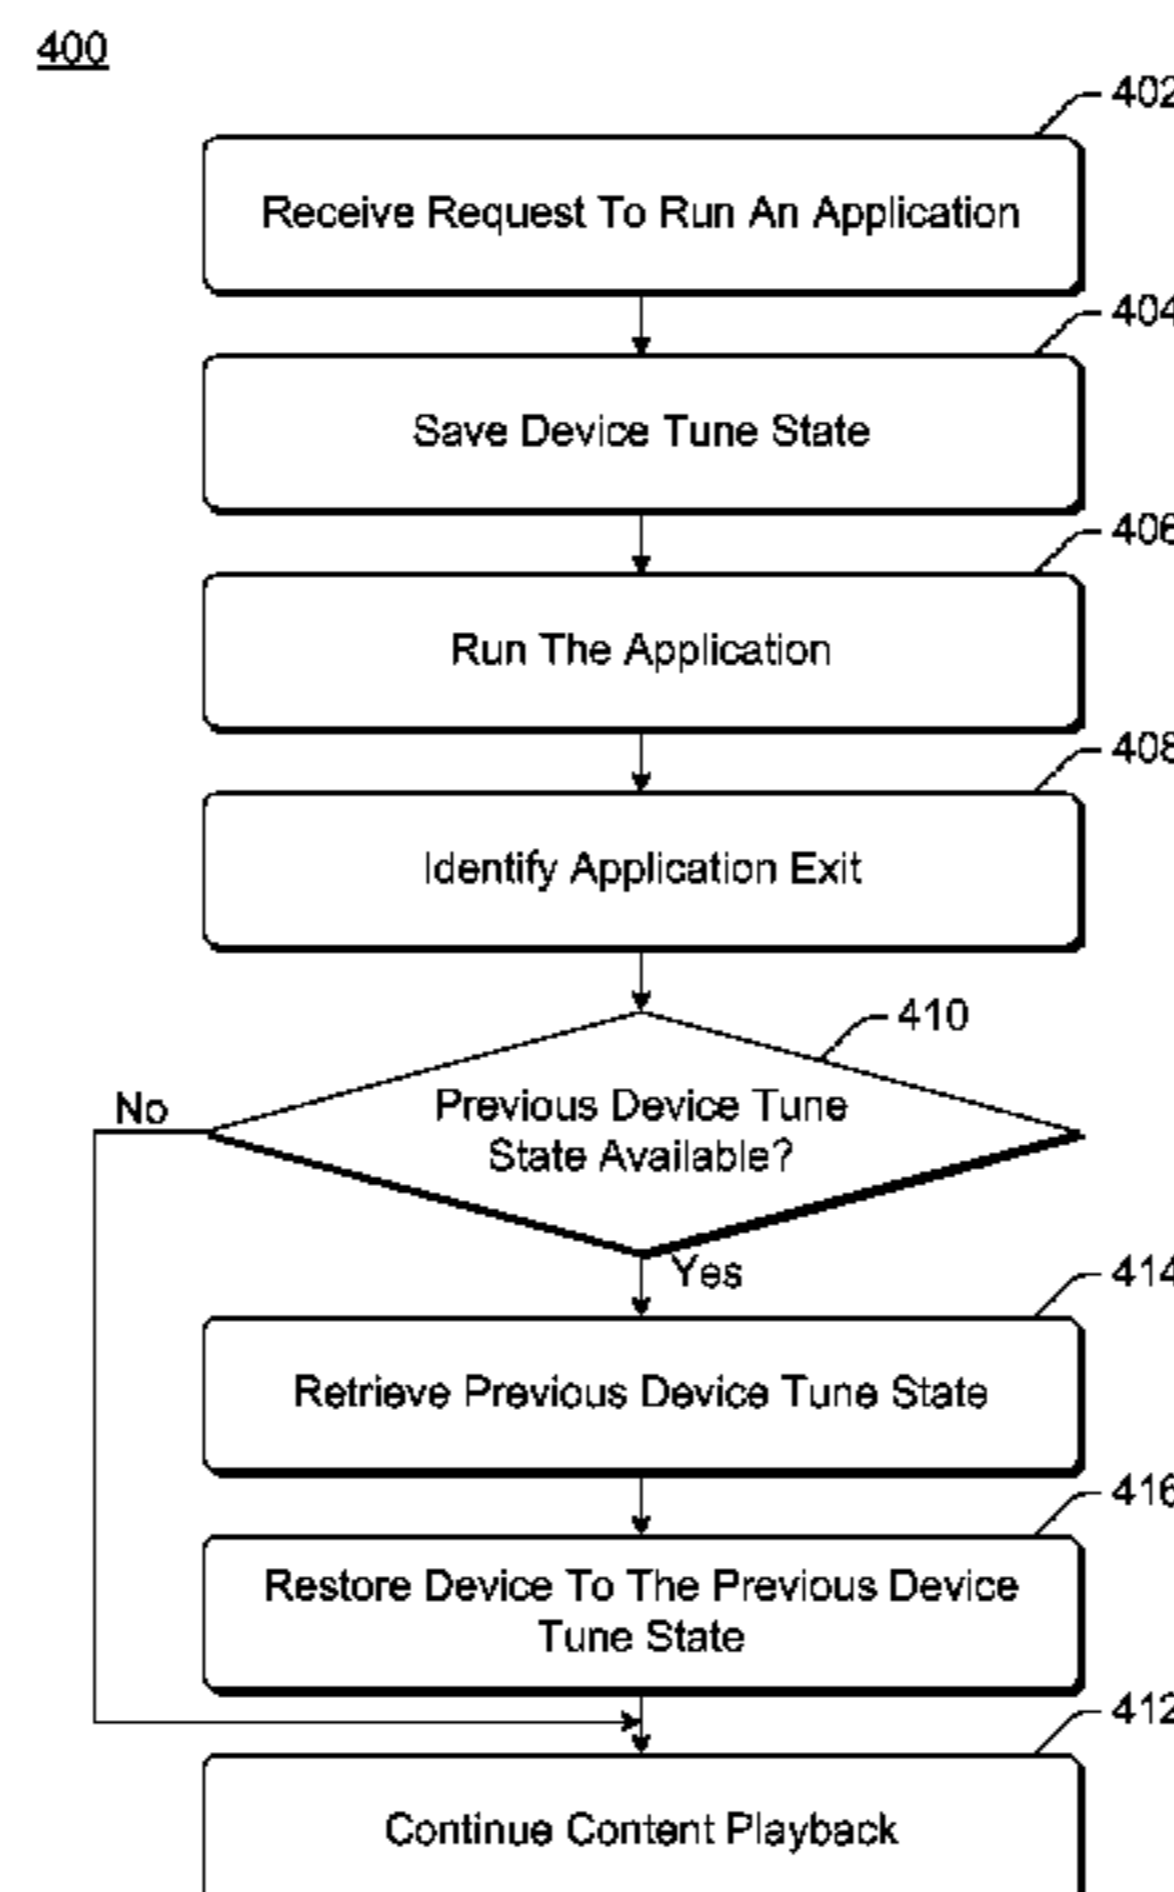 400
402
Receive Request To Run An Application
404
Save Device Tune State
406
Run The Application
408
Identify Application Exit
410
No
Previous Device Tune
State Available?
Yes
414
Retrieve Previous Device Tune State
416
Restore Device To The Previous Device
Tune State
412
Continue Content Playback